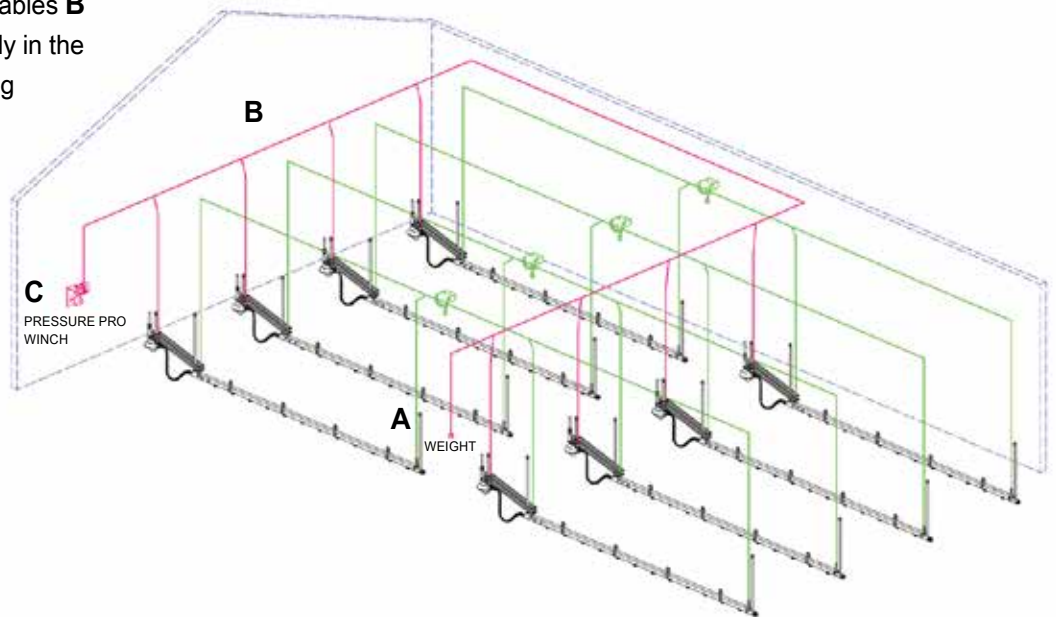 ables B
ly in the
g
B
C
PRESSURE PRO
WINCH
A
WEIGHT